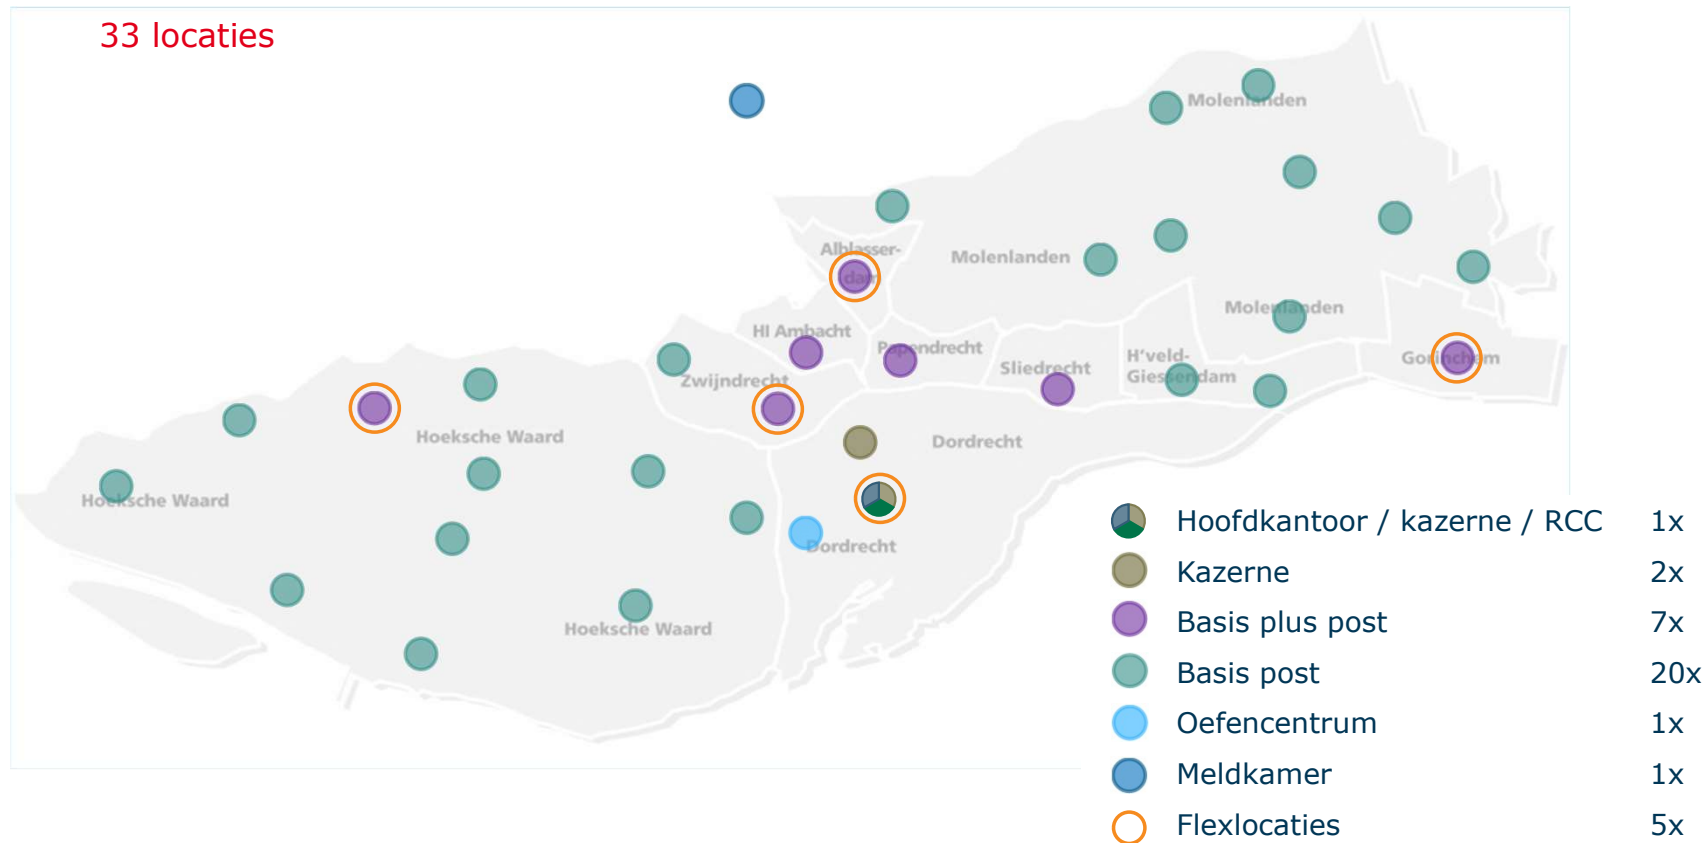 33 locaties
Molenlanden
Alblasser-
dam
Molenlanden
Molenlanden
HI Ambacht
Papendrecht
Sliedrecht
H'veld-
Giessendam
Gorinchem
Zwijndrecht
Hoeksche Waard
Dordrecht
Hoeksche Waard
Dordrecht
Hoeksche Waard
Hoofdkantoor / kazerne / RCC 1x
Kazerne 2x
Basis plus post 7x
Basis post 20x
Oefencentrum 1x
Meldkamer 1x
Flexlocaties 5x